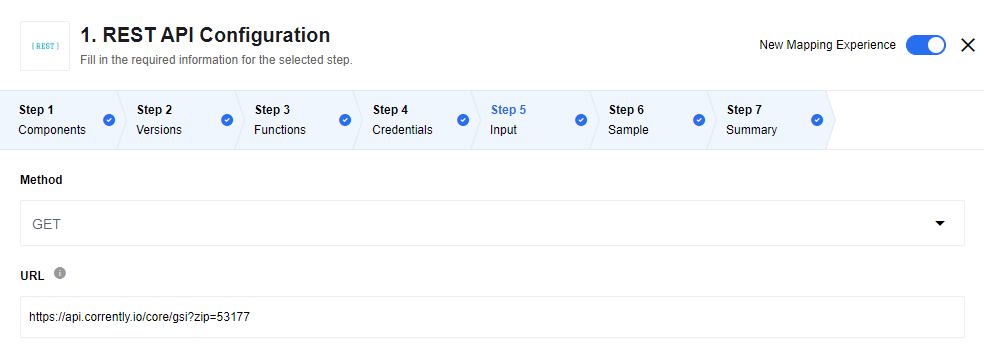 { REST }
1. REST API Configuration
Fill in the required information for the selected step.
New Mapping Experience
Step 1
Components
Step 2
Versions
Step 3
Functions
Step 4
Credentials
Step 5
Input
Step 6
Sample
Step 7
Summary
Method
GET
URL
https://api.corrently.io/core/gsi?zip=53177